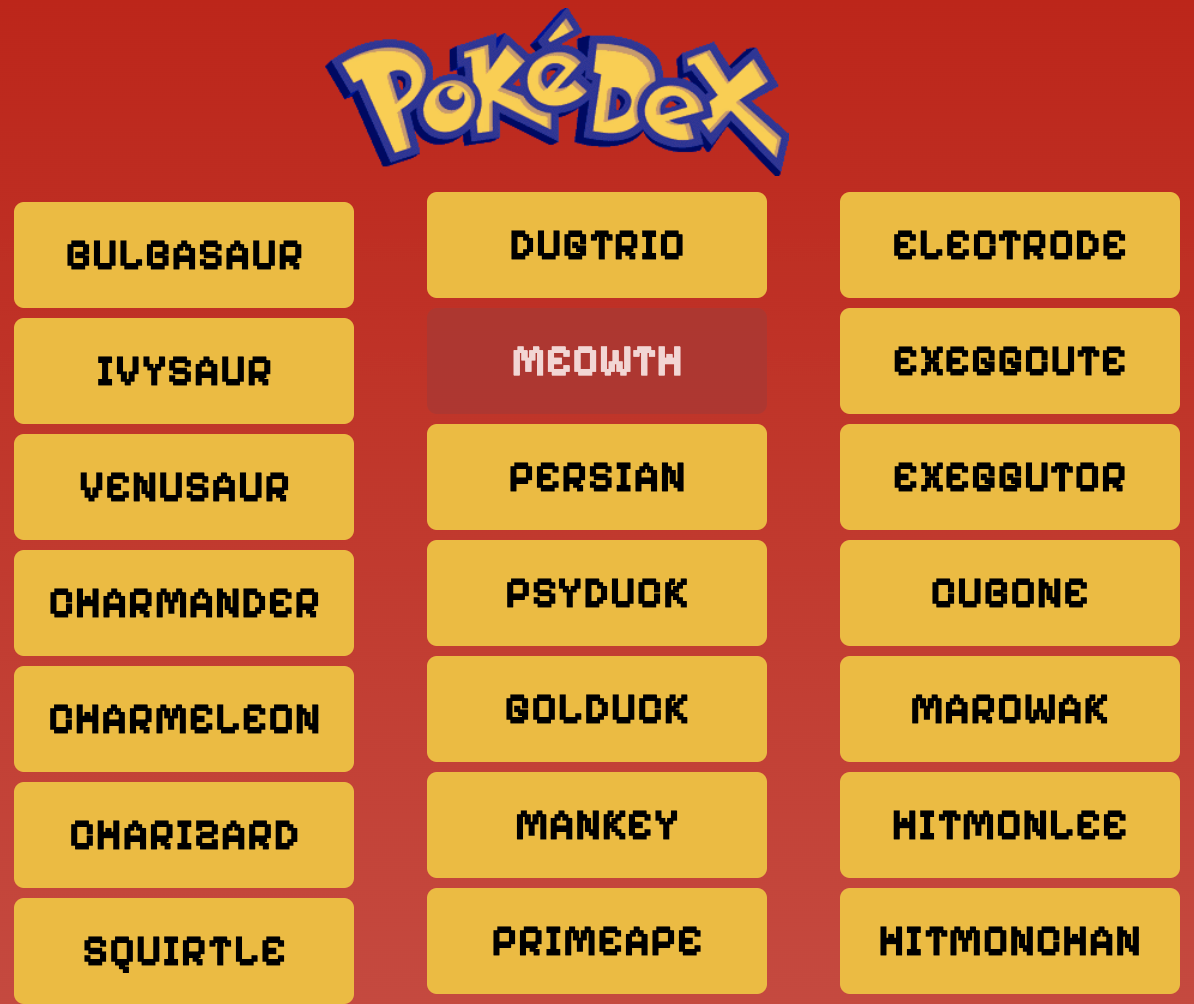 PoKéDex
BULBASAUR
IVYSAUR
VENUSAUR
CHARMANDER
CHARMELEON
CHARIZARD
SQUIRTLE
DUGTRIO
MEOWTH
PERSIAN
PSYDUCK
GOLDUCK
MANKEY
PRIMEAPE
ELECTRODE
EXEGGCUTE
EXEGGUTOR
CUBONE
MAROWAK
HITMONLEE
HITMONCHAN